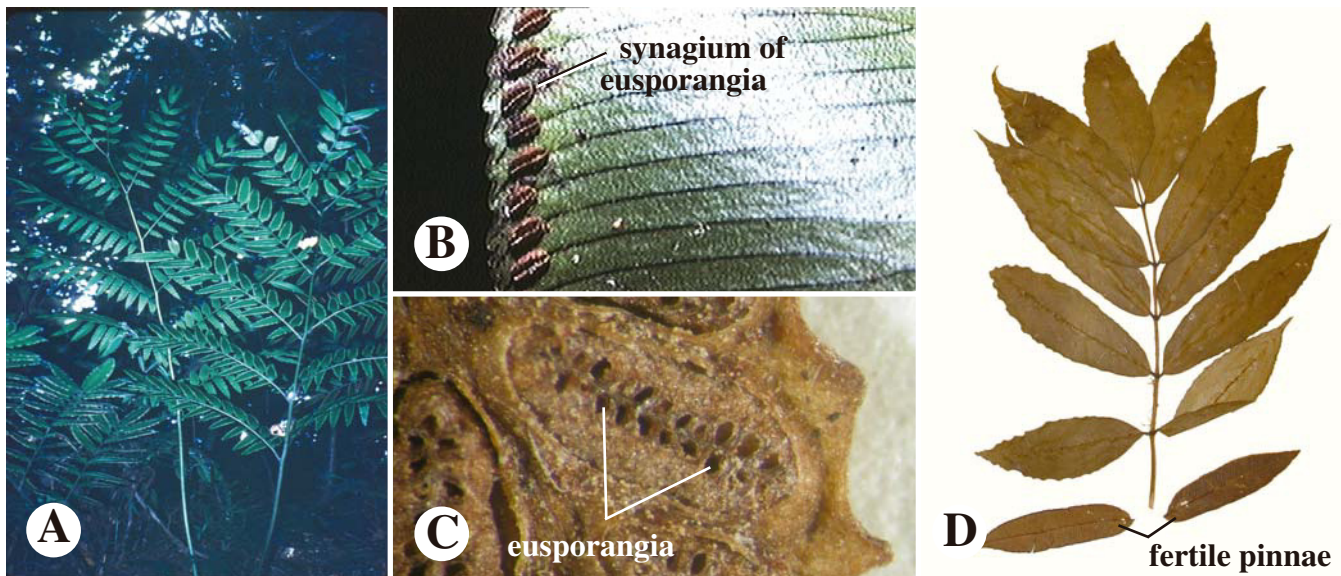 A
synagium of
eusporangia
B
C
eusporangia
D
fertile pinnae